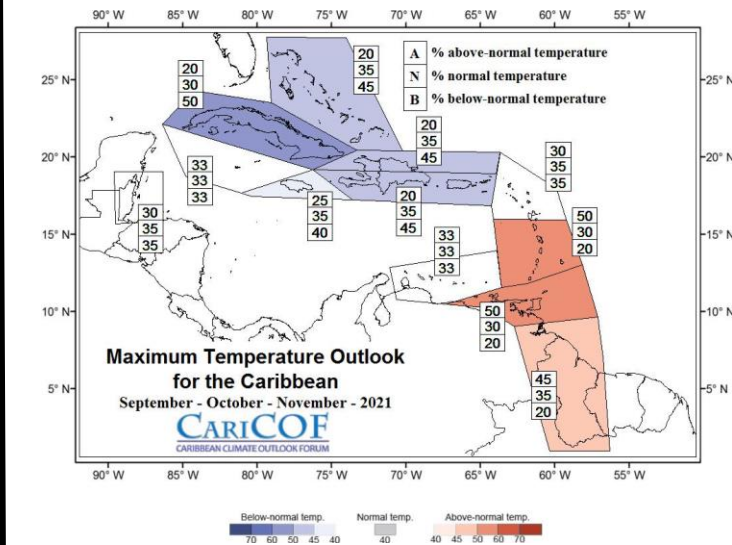 90° W 85° W 80° W 75° W 70° W 65° W 60° W 55° W
A % above-normal temperature
N % normal temperature
B % below-normal temperature
25° N
20° N
15° N
10° N
5° N
25° N
20° N
15° N
10° N
5° N
20
30
50
20
35
45
20
35
45
30
35
35
33
33
33
30
35
35
25
35
40
20
35
45
33
33
33
50
30
20
50
30
20
45
35
20
Maximum Temperature Outlook
for the Caribbean
September - October - November - 2021
CARICOF
CARIBBEAN CLIMATE OUTLOOK FORUM
90° W 85° W 80° W 75° W 70° W 65° W 60° W 55° W
Below-normal temp. Normal temp. Above-normal temp.
70 60 50 45 40 40 40 45 50 60 70